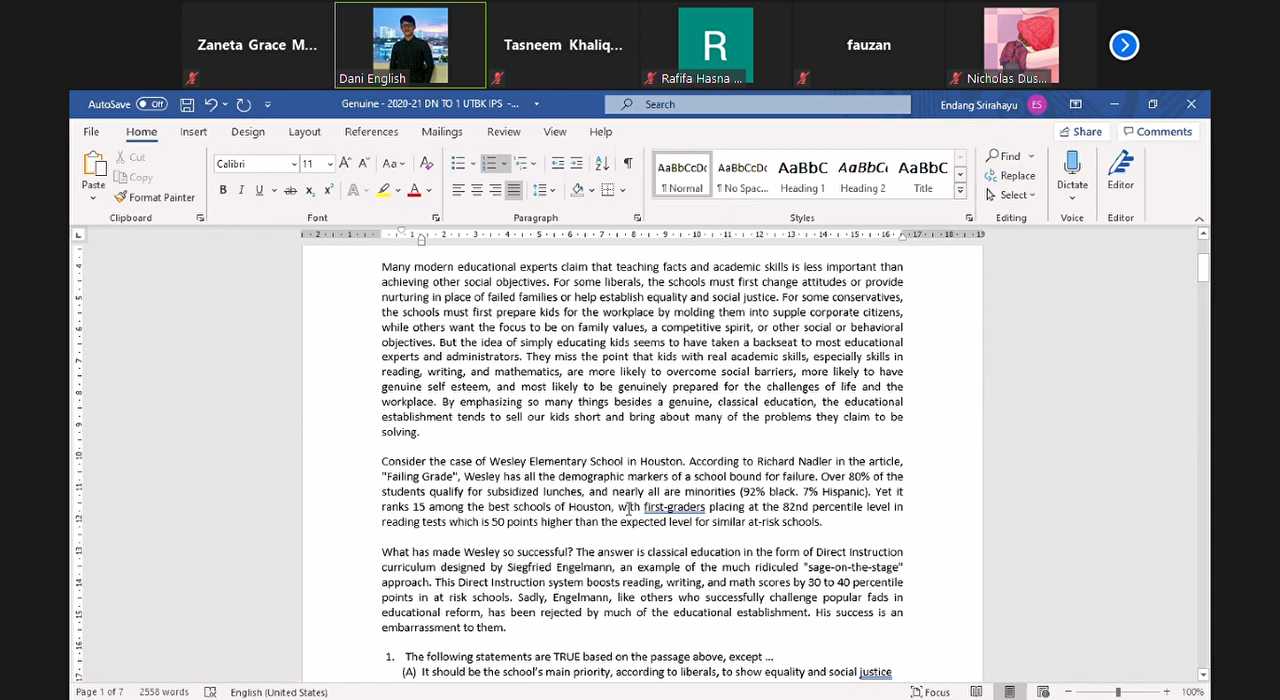 Zaneta Grace M...
Dani English
Tasneem Khaliq...
R
Rafifa Hasna ...
fauzan
Nicholas Dus...
AutoSave Off
Genuine - 2020-21 DN TO 1 UTBK IPS -...
Search
Endang Srirahayu ES
File Home Insert Design Layout References Mailings Review View Help
Share Comments
Paste
Cut
Copy
Format Painter
Clipboard
Calibri 11
Font
Paragraph
AaBbCcDc AaBbCcDc AaBbC AaBbCc AaBbC
¶ Normal ¶ No Spac... Heading 1 Heading 2 Title
Styles
Find
Replace
Select
Editing
Dictate
Voice
Editor
Editor
2 1 1 2 3 4 5 6 7 8 9 10 11 12 13 14 15 16 17 18 19
Many modern educational experts claim that teaching facts and academic skills is less important than
achieving other social objectives. For some liberals, the schools must first change attitudes or provide
nurturing in place of failed families or help establish equality and social justice. For some conservatives,
the schools must first prepare kids for the workplace by molding them into supple corporate citizens,
while others want the focus to be on family values, a competitive spirit, or other social or behavioral
objectives. But the idea of simply educating kids seems to have taken a backseat to most educational
experts and administrators. They miss the point that kids with real academic skills, especially skills in
reading, writing, and mathematics, are more likely to overcome social barriers, more likely to have
genuine self esteem, and most likely to be genuinely prepared for the challenges of life and the
workplace. By emphasizing so many things besides a genuine, classical education, the educational
establishment tends to sell our kids short and bring about many of the problems they claim to be
solving.
Consider the case of Wesley Elementary School in Houston. According to Richard Nadler in the article,
"Failing Grade", Wesley has all the demographic markers of a school bound for failure. Over 80% of the
students qualify for subsidized lunches, and nearly all are minorities (92% black. 7% Hispanic). Yet it
ranks 15 among the best schools of Houston, with first-graders placing at the 82nd percentile level in
reading tests which is 50 points higher than the expected level for similar at-risk schools.
What has made Wesley so successful? The answer is classical education in the form of Direct Instruction
curriculum designed by Siegfried Engelmann, an example of the much ridiculed "sage-on-the-stage"
approach. This Direct Instruction system boosts reading, writing, and math scores by 30 to 40 percentile
points in at risk schools. Sadly, Engelmann, like others who successfully challenge popular fads in
educational reform, has been rejected by much of the educational establishment. His success is an
embarrassment to them.
1. The following statements are TRUE based on the passage above, except ...
(A) It should be the school's main priority, according to liberals, to show equality and social justice
Page 1 of 7 2558 words English (United States) Focus 100%